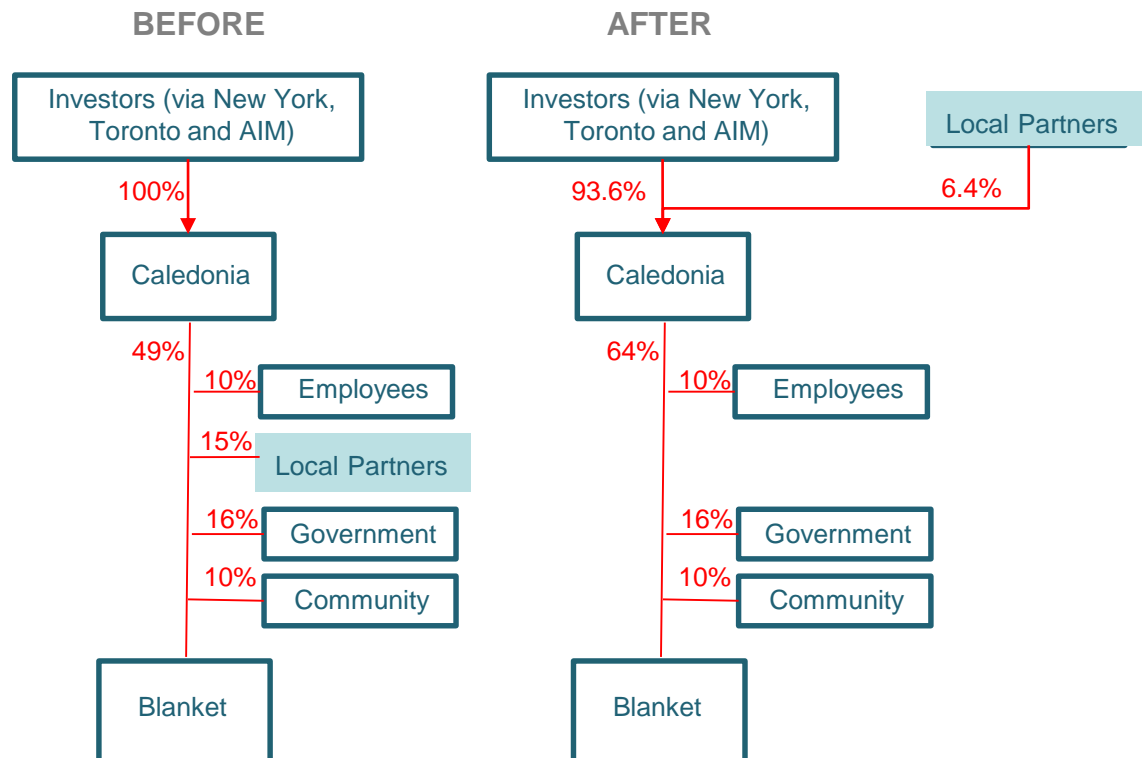 BEFORE
Investors (via New York,
Toronto and AIM)
100%
Caledonia
49%
10%
Employees
15%
Local Partners
16%
Government
10%
Community
Blanket
AFTER
Investors (via New York,
Toronto and AIM)
Local Partners
93.6%
6.4%
Caledonia
64%
10%
Employees
16%
Government
10%
Community
Blanket